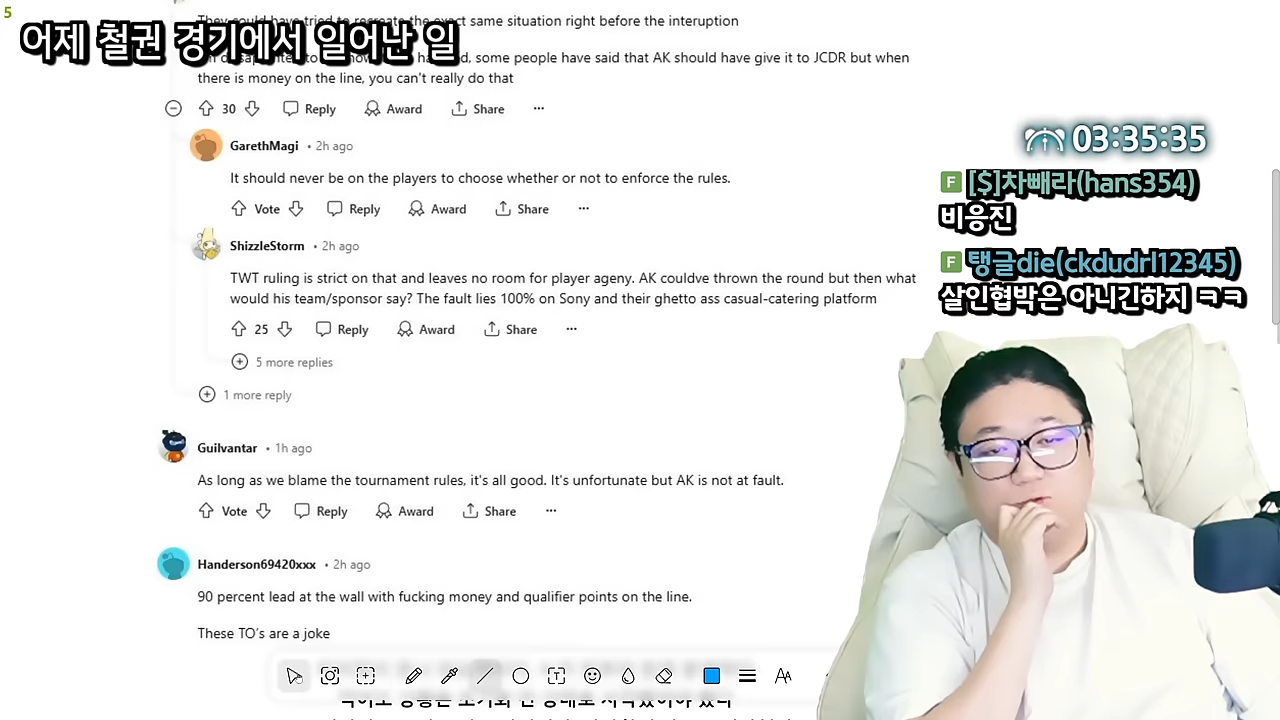 5
They could have tried to recreate the exact same situation right before the interuption
어제 철권 경기에서 일어난 일
some people have said that AK should have give it to JCDR but when
there is money on the line, you can't really do that
30 Reply Award Share
GarethMagi • 2h ago
It should never be on the players to choose whether or not to enforce the rules.
Vote Reply Award Share
ShizzleStorm • 2h ago
TWT ruling is strict on that and leaves no room for player ageny. AK couldve thrown the round but then what
would his team/sponsor say? The fault lies 100% on Sony and their ghetto ass casual-catering platform
25 Reply Award Share
5 more replies
1 more reply
Guilvantar • 1h ago
As long as we blame the tournament rules, it's all good. It's unfortunate but AK is not at fault.
Vote Reply Award Share
Handerson69420xxx • 2h ago
90 percent lead at the wall with fucking money and qualifier points on the line.
These TO's are a joke
03:35:35
F [$]차빼라(hans354)
비응진
F 탱글die(ckdudrl12345)
살인협박은 아니긴하지 ㅋㅋ